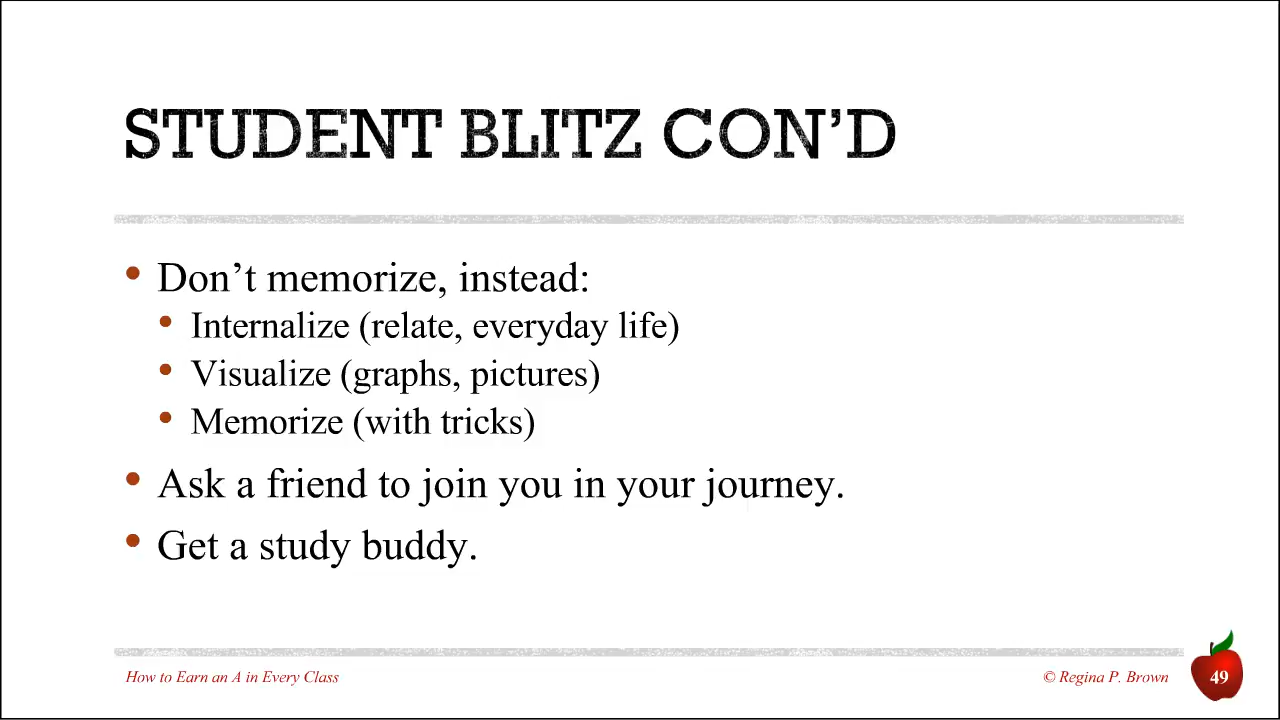 STUDENT BLITZ CON’D
• Don’t memorize, instead:
• Internalize (relate, everyday life)
• Visualize (graphs, pictures)
• Memorize (with tricks)
• Ask a friend to join you in your journey.
• Get a study buddy.
How to Earn an A in Every Class
© Regina P. Brown
49